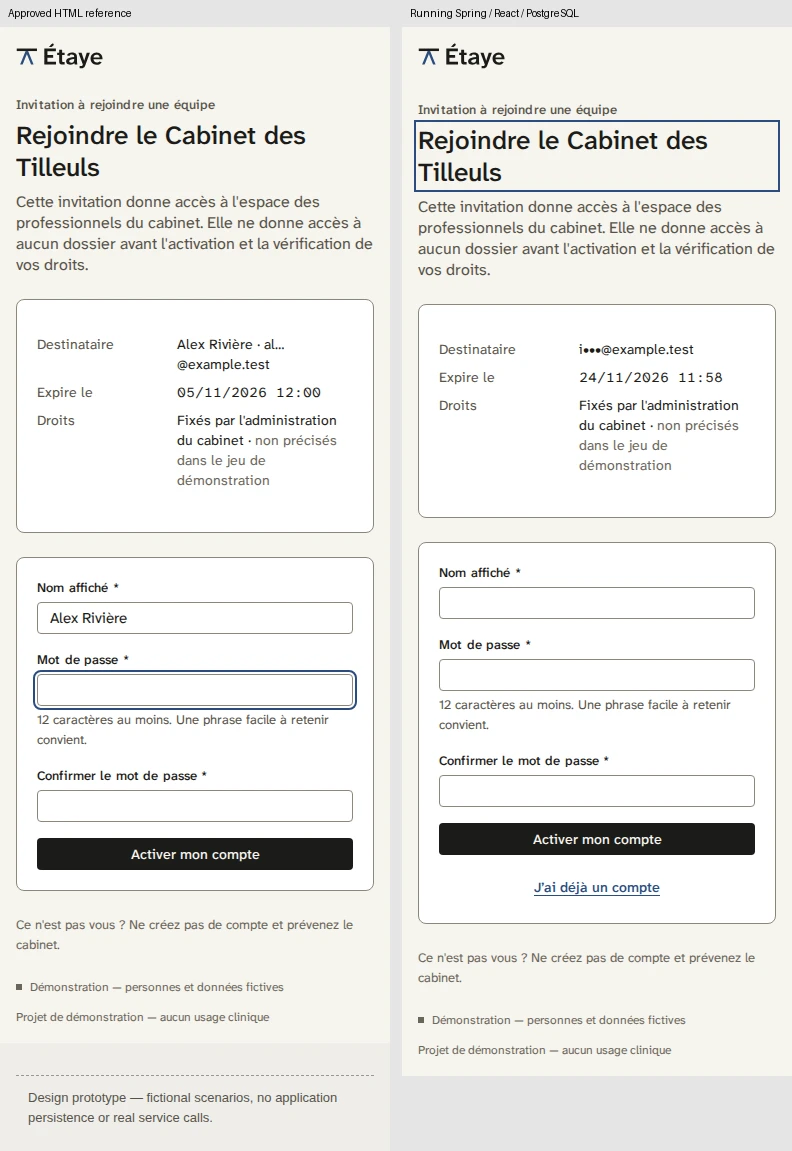 Approved HTML reference
Étaye
Invitation à rejoindre une équipe
Rejoindre le Cabinet des
Tilleuls
Cette invitation donne accès à l'espace des
professionnels du cabinet. Elle ne donne accès à
aucun dossier avant l'activation et la vérification de
vos droits.
Destinataire
Alex Rivière · al…
@example.test
Expire le
05/11/2026 12:00
Droits
Fixés par l'administration
du cabinet · non précisés
dans le jeu de
démonstration
Nom affiché *
Alex Rivière
Mot de passe *
12 caractères au moins. Une phrase facile à retenir
convient.
Confirmer le mot de passe *
Activer mon compte
Ce n'est pas vous ? Ne créez pas de compte et prévenez le
cabinet.
Démonstration — personnes et données fictives
Projet de démonstration — aucun usage clinique
Design prototype — fictional scenarios, no application
persistence or real service calls.
Running Spring / React / PostgreSQL
Étaye
Invitation à rejoindre une équipe
Rejoindre le Cabinet des
Tilleuls
Cette invitation donne accès à l'espace des
professionnels du cabinet. Elle ne donne accès à
aucun dossier avant l'activation et la vérification de
vos droits.
Destinataire
i•••@example.test
Expire le
24/11/2026 11:58
Droits
Fixés par l'administration
du cabinet · non précisés
dans le jeu de
démonstration
Nom affiché *
Mot de passe *
12 caractères au moins. Une phrase facile à retenir
convient.
Confirmer le mot de passe *
Activer mon compte
J'ai déjà un compte
Ce n'est pas vous ? Ne créez pas de compte et prévenez le
cabinet.
Démonstration — personnes et données fictives
Projet de démonstration — aucun usage clinique